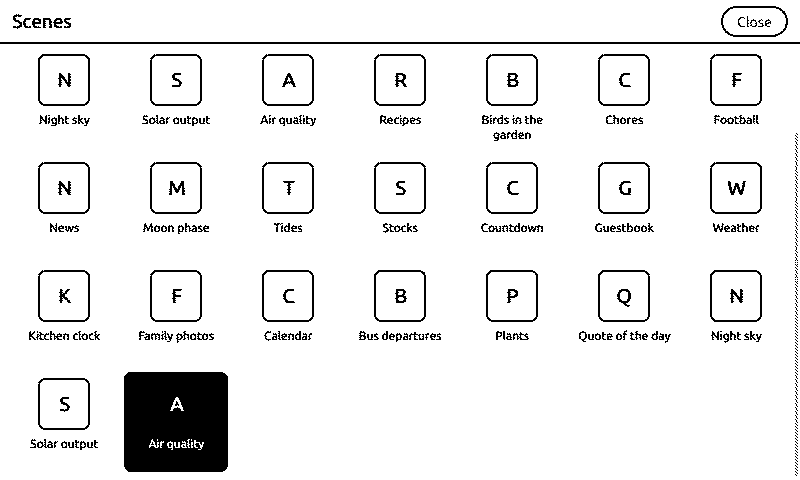 Scenes
Close
N S A R B C F
Night sky Solar output Air quality Recipes Birds in the garden Chores Football
N M T S C G W
News Moon phase Tides Stocks Countdown Guestbook Weather
K F C B P Q N
Kitchen clock Family photos Calendar Bus departures Plants Quote of the day Night sky
S A
Solar output Air quality